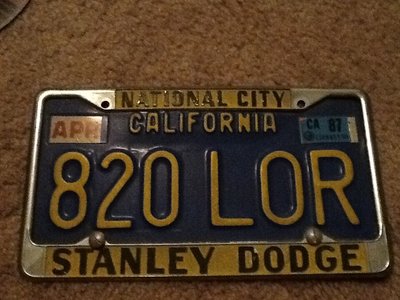 NATIONAL CITY
CALIFORNIA
APR
CA 87
820 LOR
STANLEY DODGE